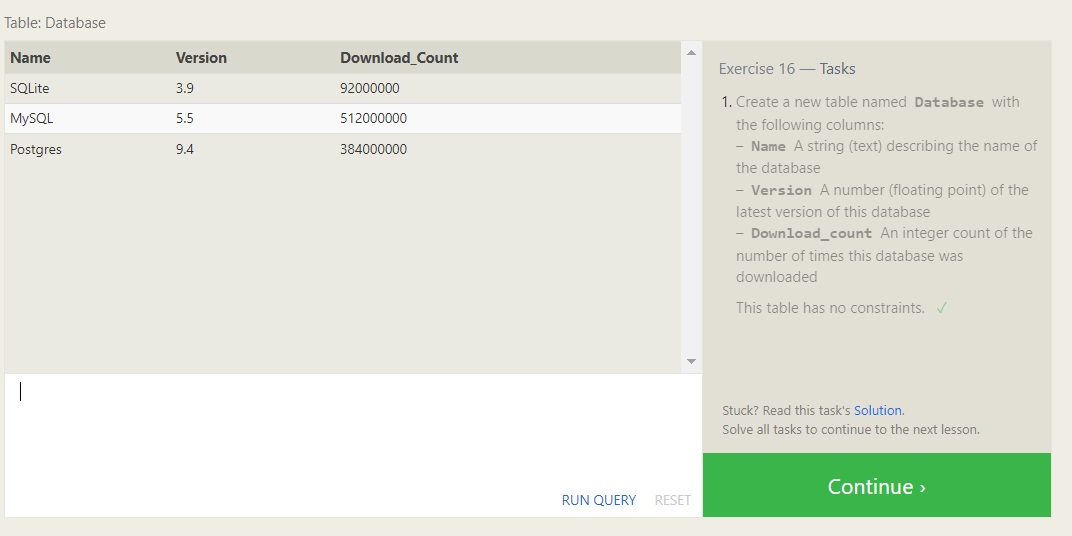 Table: Database
Name Version Download_Count
SQLite 3.9 92000000
MySQL 5.5 512000000
Postgres 9.4 384000000
RUN QUERY RESET
Exercise 16 — Tasks
1. Create a new table named Database with
the following columns:
– Name A string (text) describing the name of
the database
– Version A number (floating point) of the
latest version of this database
– Download_count An integer count of the
number of times this database was
downloaded
This table has no constraints. ✓
Stuck? Read this task's Solution.
Solve all tasks to continue to the next lesson.
Continue ›